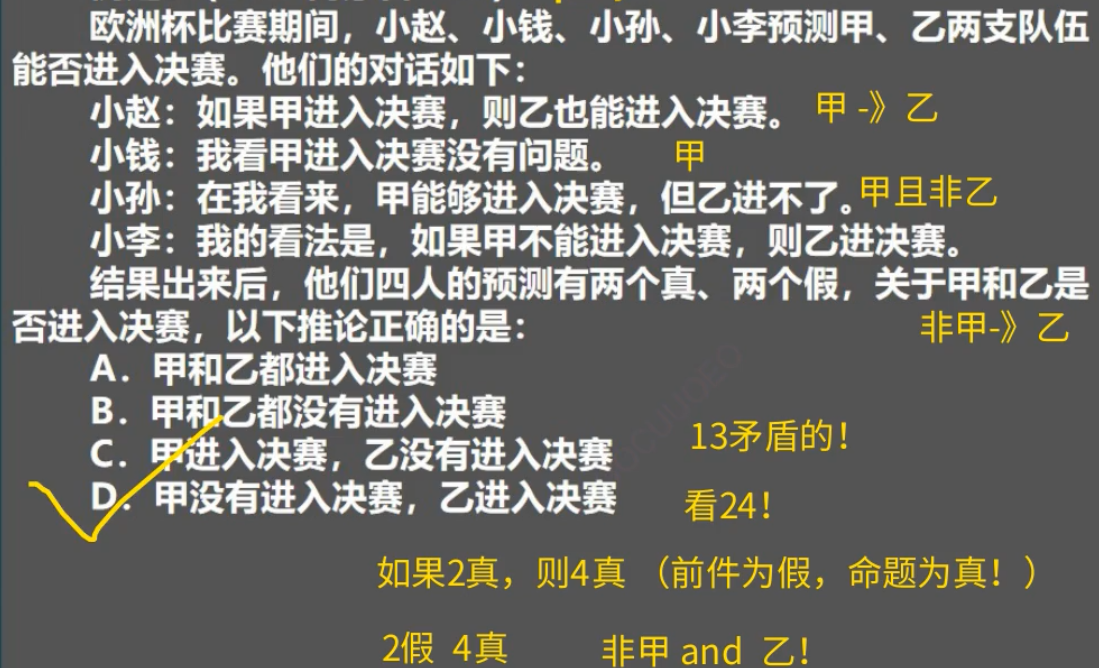 欧洲杯比赛期间，小赵、小钱、小孙、小李预测甲、乙两支队伍
能否进入决赛。他们的对话如下：
小赵：如果甲进入决赛，则乙也能进入决赛。 甲 -》乙
小钱：我看甲进入决赛没有问题。 甲
小孙：在我看来，甲能够进入决赛，但乙进不了。甲且非乙
小李：我的看法是，如果甲不能进入决赛，则乙进决赛。
结果出来后，他们四人的预测有两个真、两个假，关于甲和乙是
否进入决赛，以下推论正确的是： 非甲-》乙
A．甲和乙都进入决赛
B．甲和乙都没有进入决赛
C．甲进入决赛，乙没有进入决赛 13矛盾的！
D．甲没有进入决赛，乙进入决赛 看24！
如果2真，则4真 （前件为假，命题为真！）
2假 4真 非甲 and 乙！